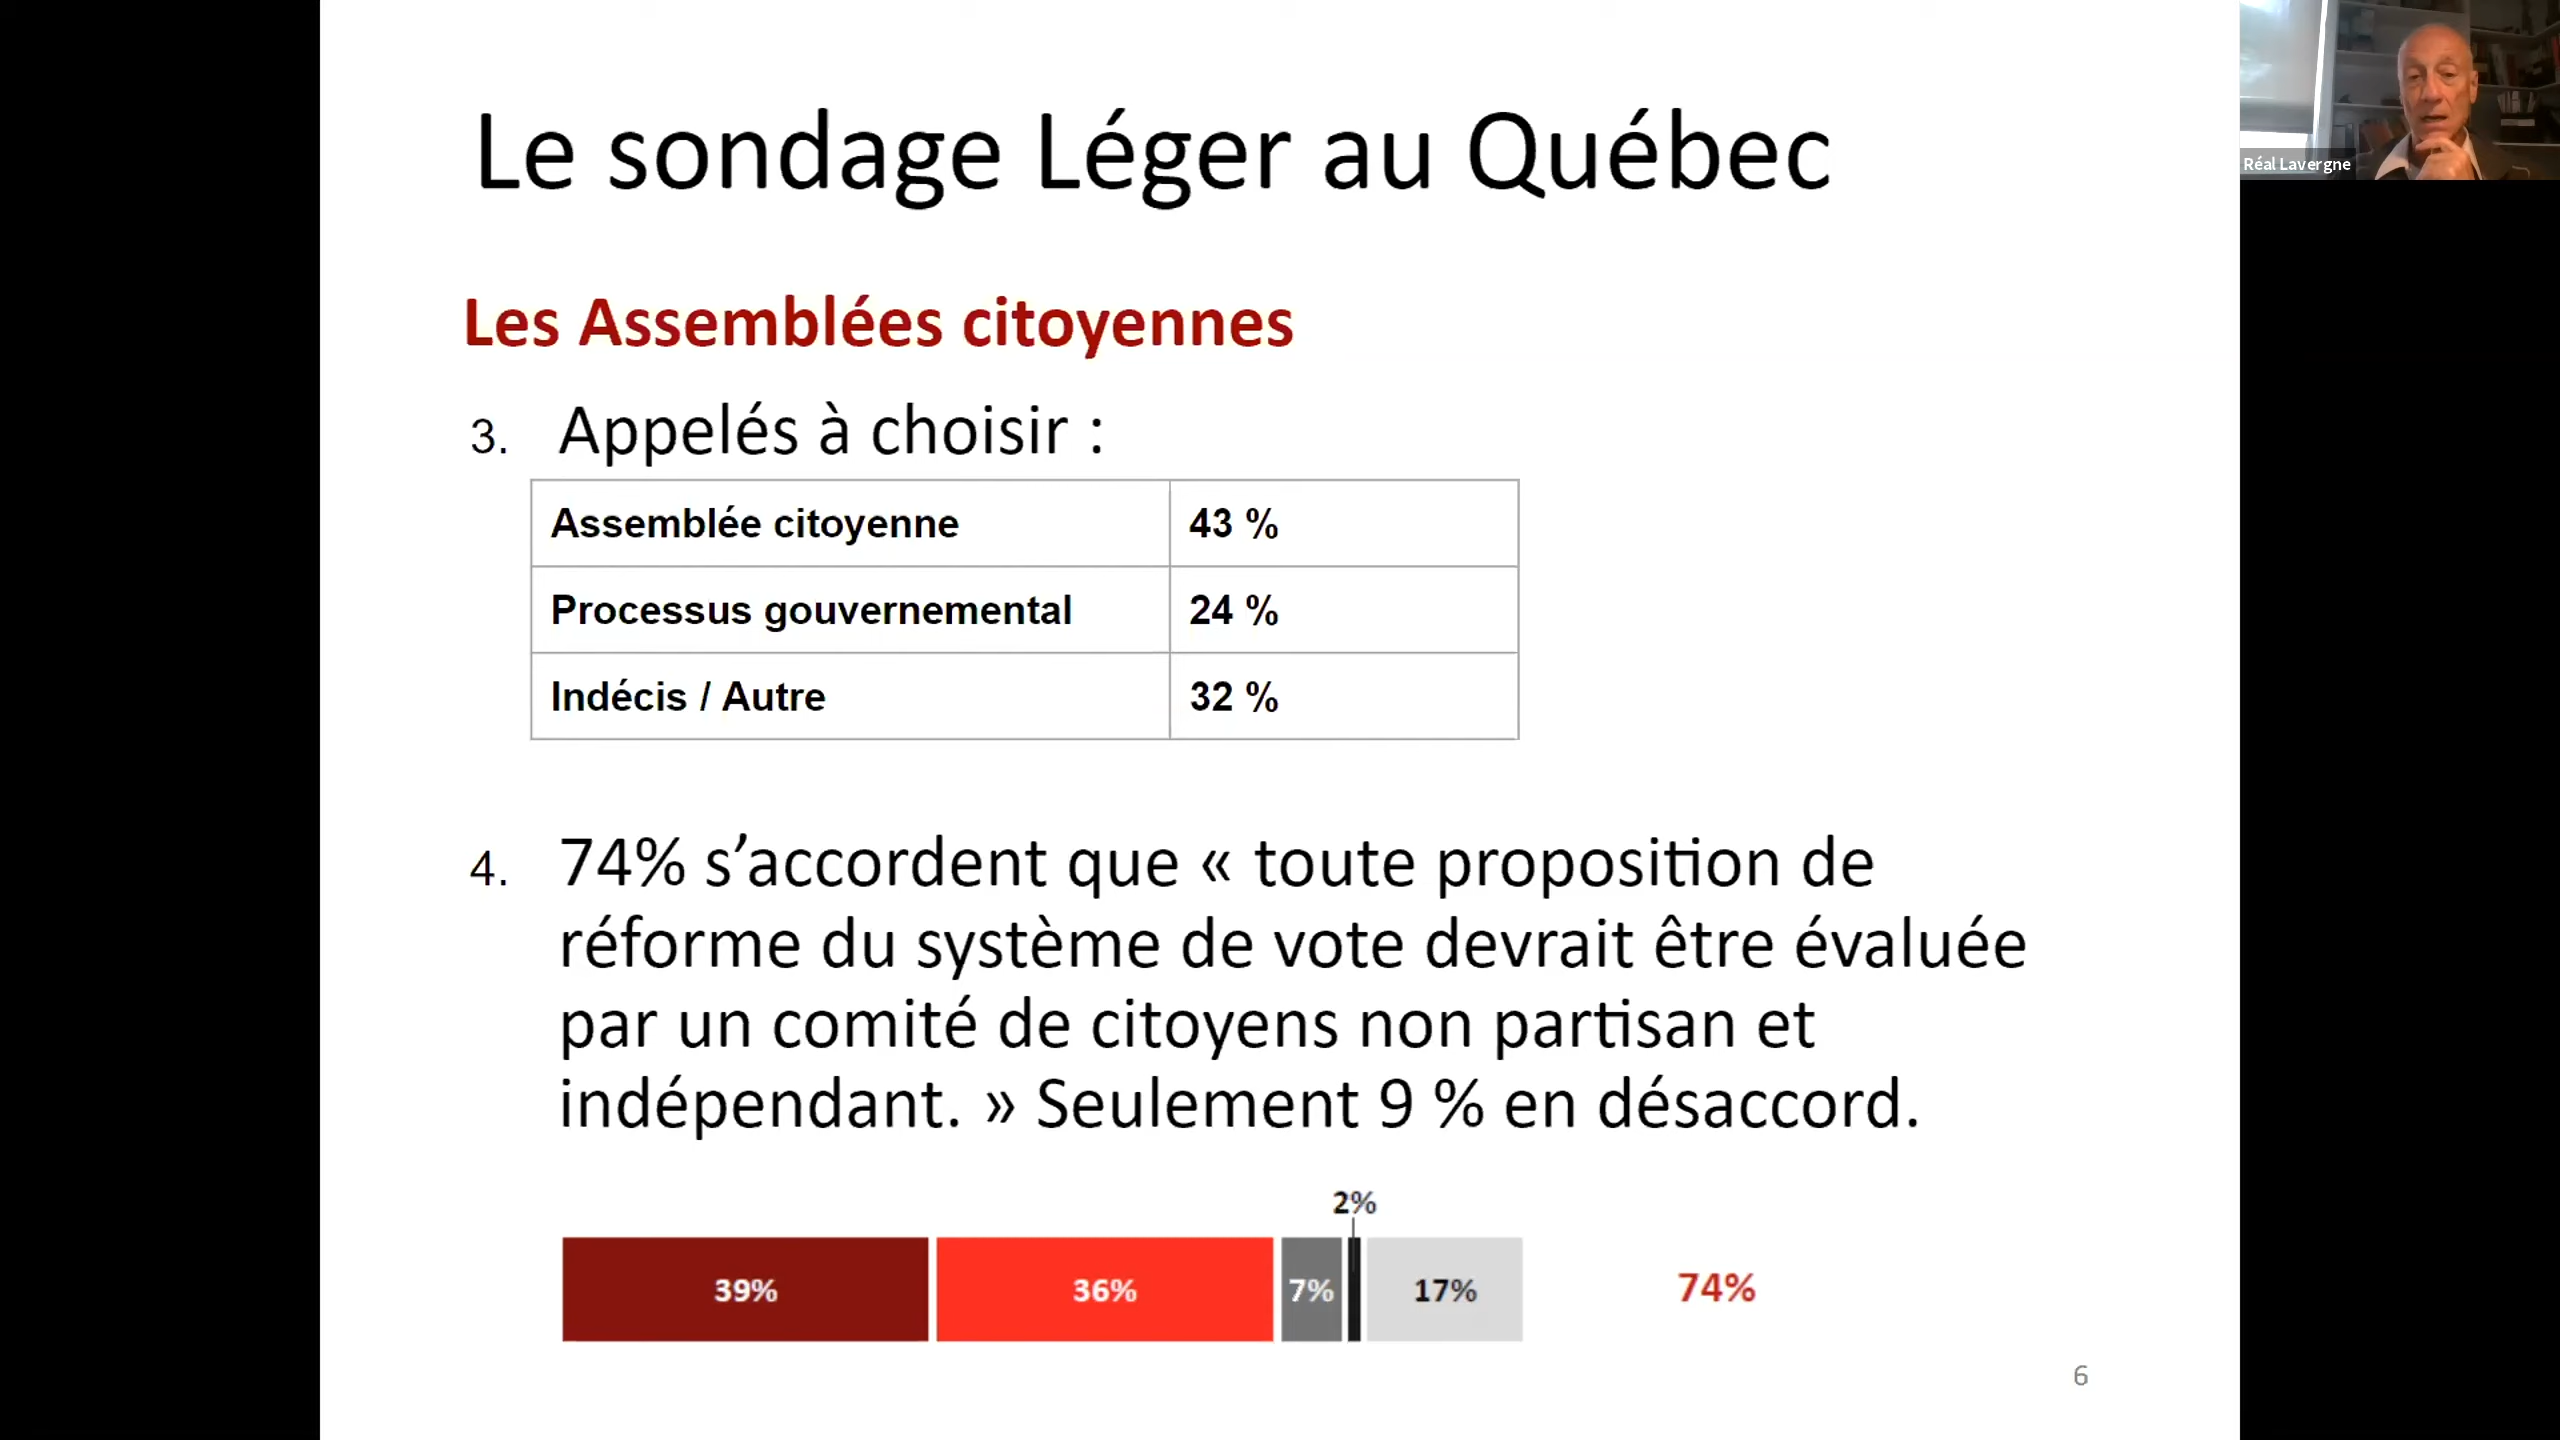 Le sondage Léger au Québec
Réal Lavergne
Les Assemblées citoyennes
3. Appelés à choisir :
Assemblée citoyenne 43 %
Processus gouvernemental 24 %
Indécis / Autre 32 %
4. 74% s’accordent que « toute proposition de
réforme du système de vote devrait être évaluée
par un comité de citoyens non partisan et
indépendant. » Seulement 9 % en désaccord.
2%
39% 36% 7% 17% 74%
6